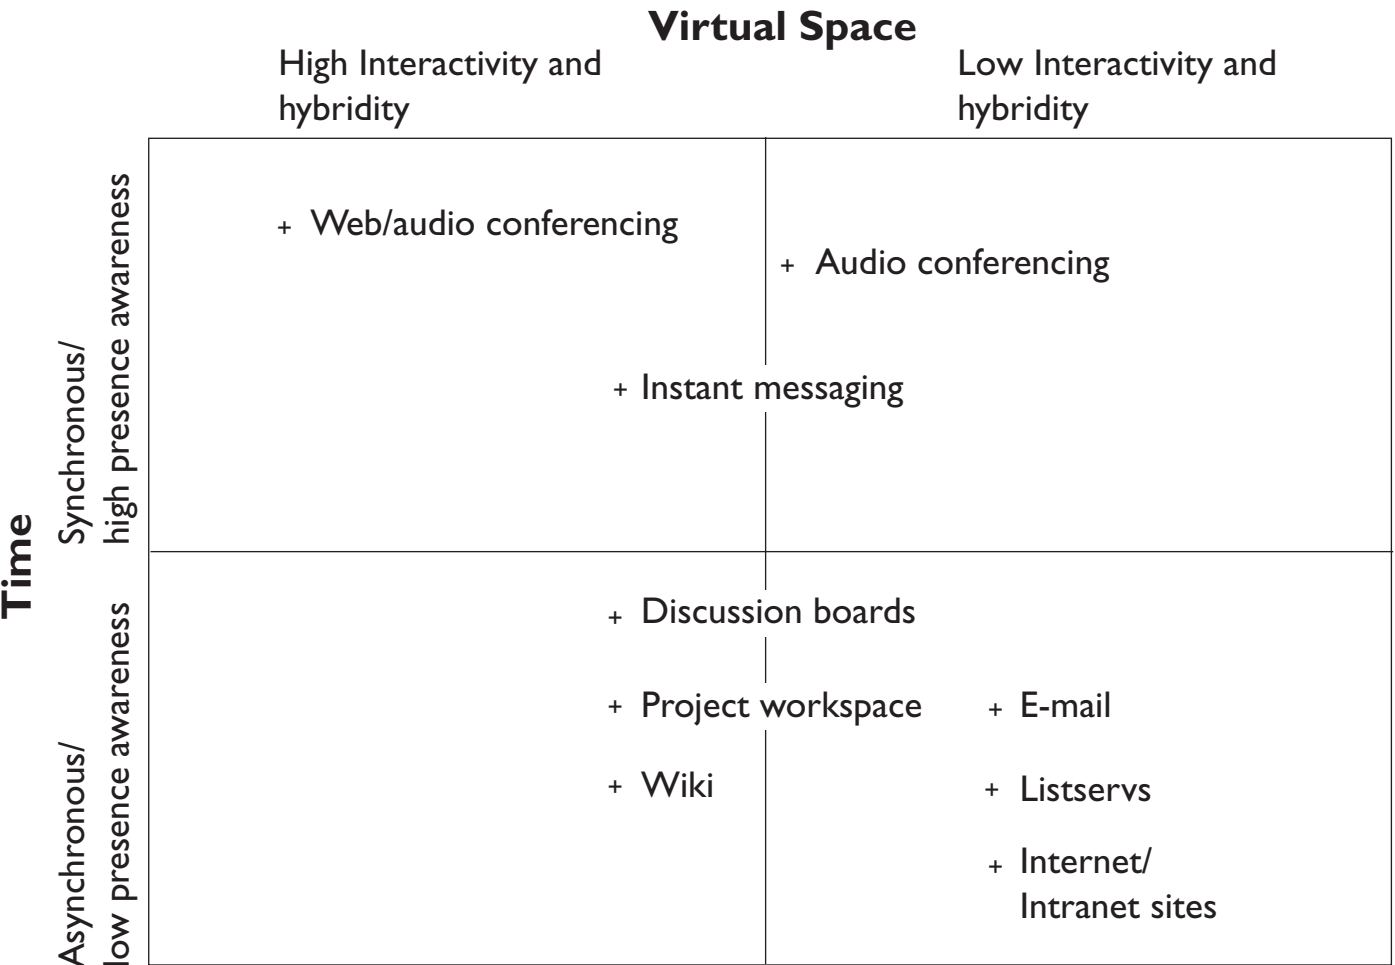 Virtual Space
High Interactivity and
hybridity
Low Interactivity and
hybridity
Time
Synchronous/
high presence awareness
+ Web/audio conferencing
+ Audio conferencing
+ Instant messaging
Asynchronous/
low presence awareness
+ Discussion boards
+ Project workspace
+ E-mail
+ Wiki
+ Listservs
+ Internet/
Intranet sites